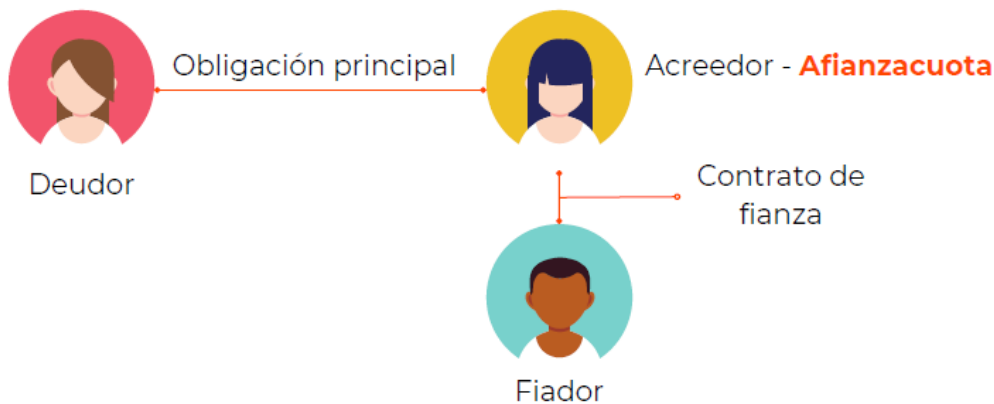 Obligación principal
Acreedor - Afianzacuota
Deudor
Contrato de
fianza
Fiador